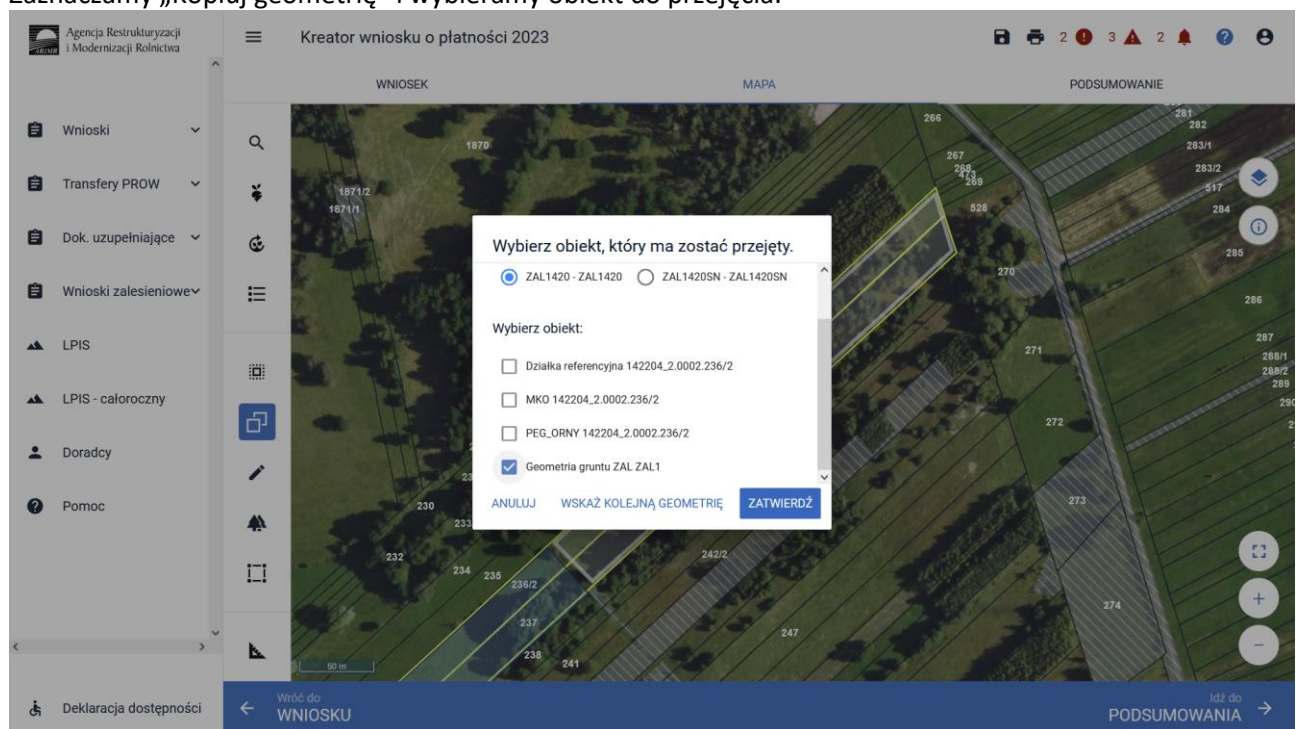 Zaznaczamy „Kopiuj geometrię" i wybieramy obiekt do przejęcia.
Agencja Restrukturyzacji
i Modernizacji Rolnictwa
ARiMR
Kreator wniosku o płatności 2023
2
3
2
WNIOSEK
MAPA
PODSUMOWANIE
Wnioski
Transfery PROW
Dok. uzupełniające
Wnioski zalesieniowe
LPIS
LPIS - całoroczny
Doradcy
Pomoc
Deklaracja dostępności
1870
1871/2
1871/1
266
267
268
473
269
528
281
282
283/1
283/2
517
284
285
286
287
288/1
288/2
289
270
271
272
273
274
230
232
234
235
236/2
237
238
241
242/2
247
50 m
Wybierz obiekt, który ma zostać przejęty.
ZAL1420 - ZAL1420
ZAL1420SN - ZAL1420SN
Wybierz obiekt:
Działka referencyjna 142204_2.0002.236/2
MKO 142204_2.0002.236/2
PEG_ORNY 142204_2.0002.236/2
Geometria gruntu ZAL ZAL1
ANULUJ
WSKAŻ KOLEJNĄ GEOMETRIĘ
ZATWIERDŹ
Wróć do
WNIOSKU
Idź do
PODSUMOWANIA